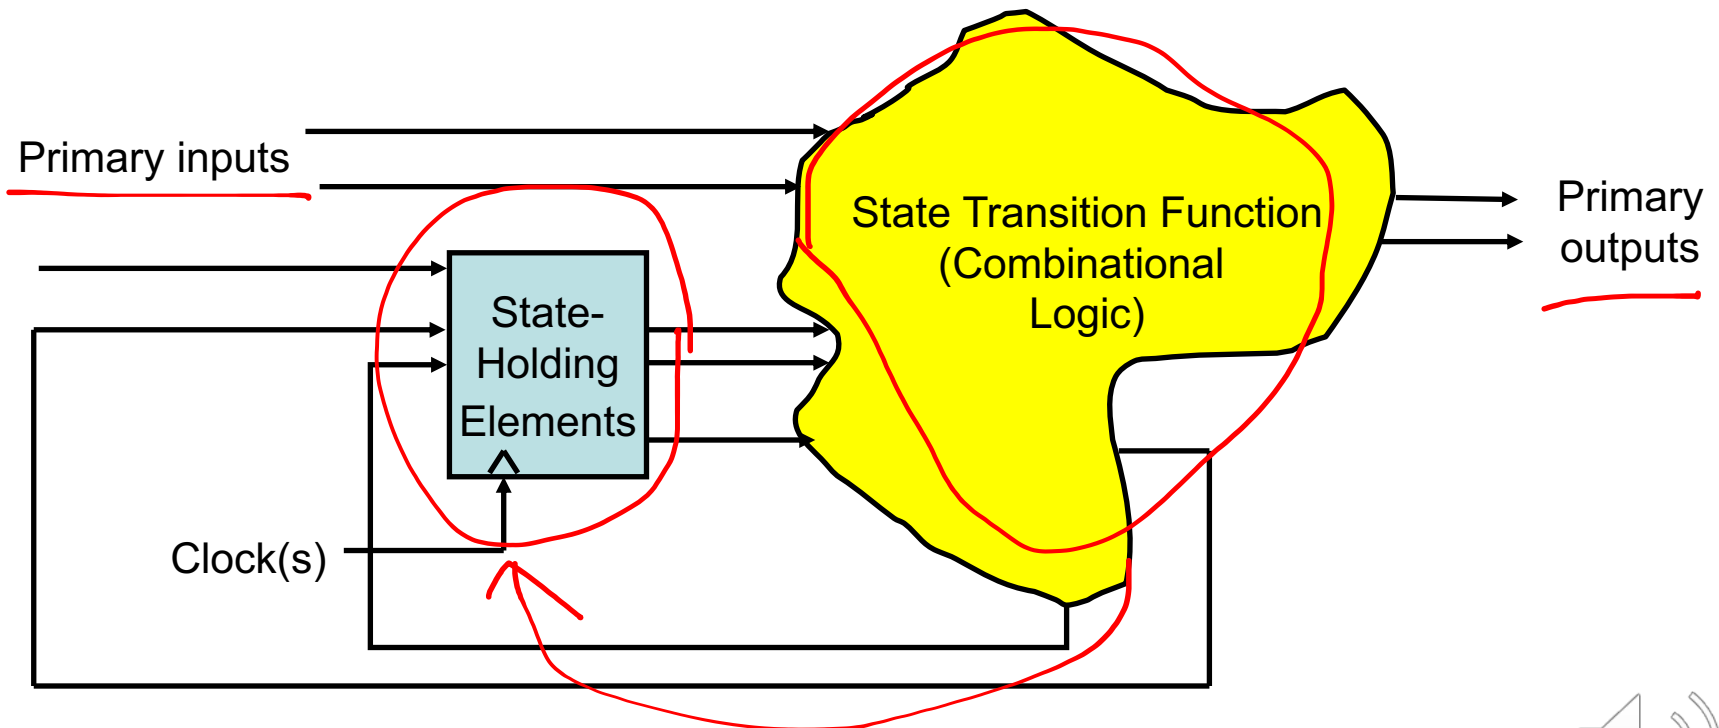 Primary inputs
State Transition Function
(Combinational
Logic)
Primary
outputs
State-
Holding
Elements
Clock(s)